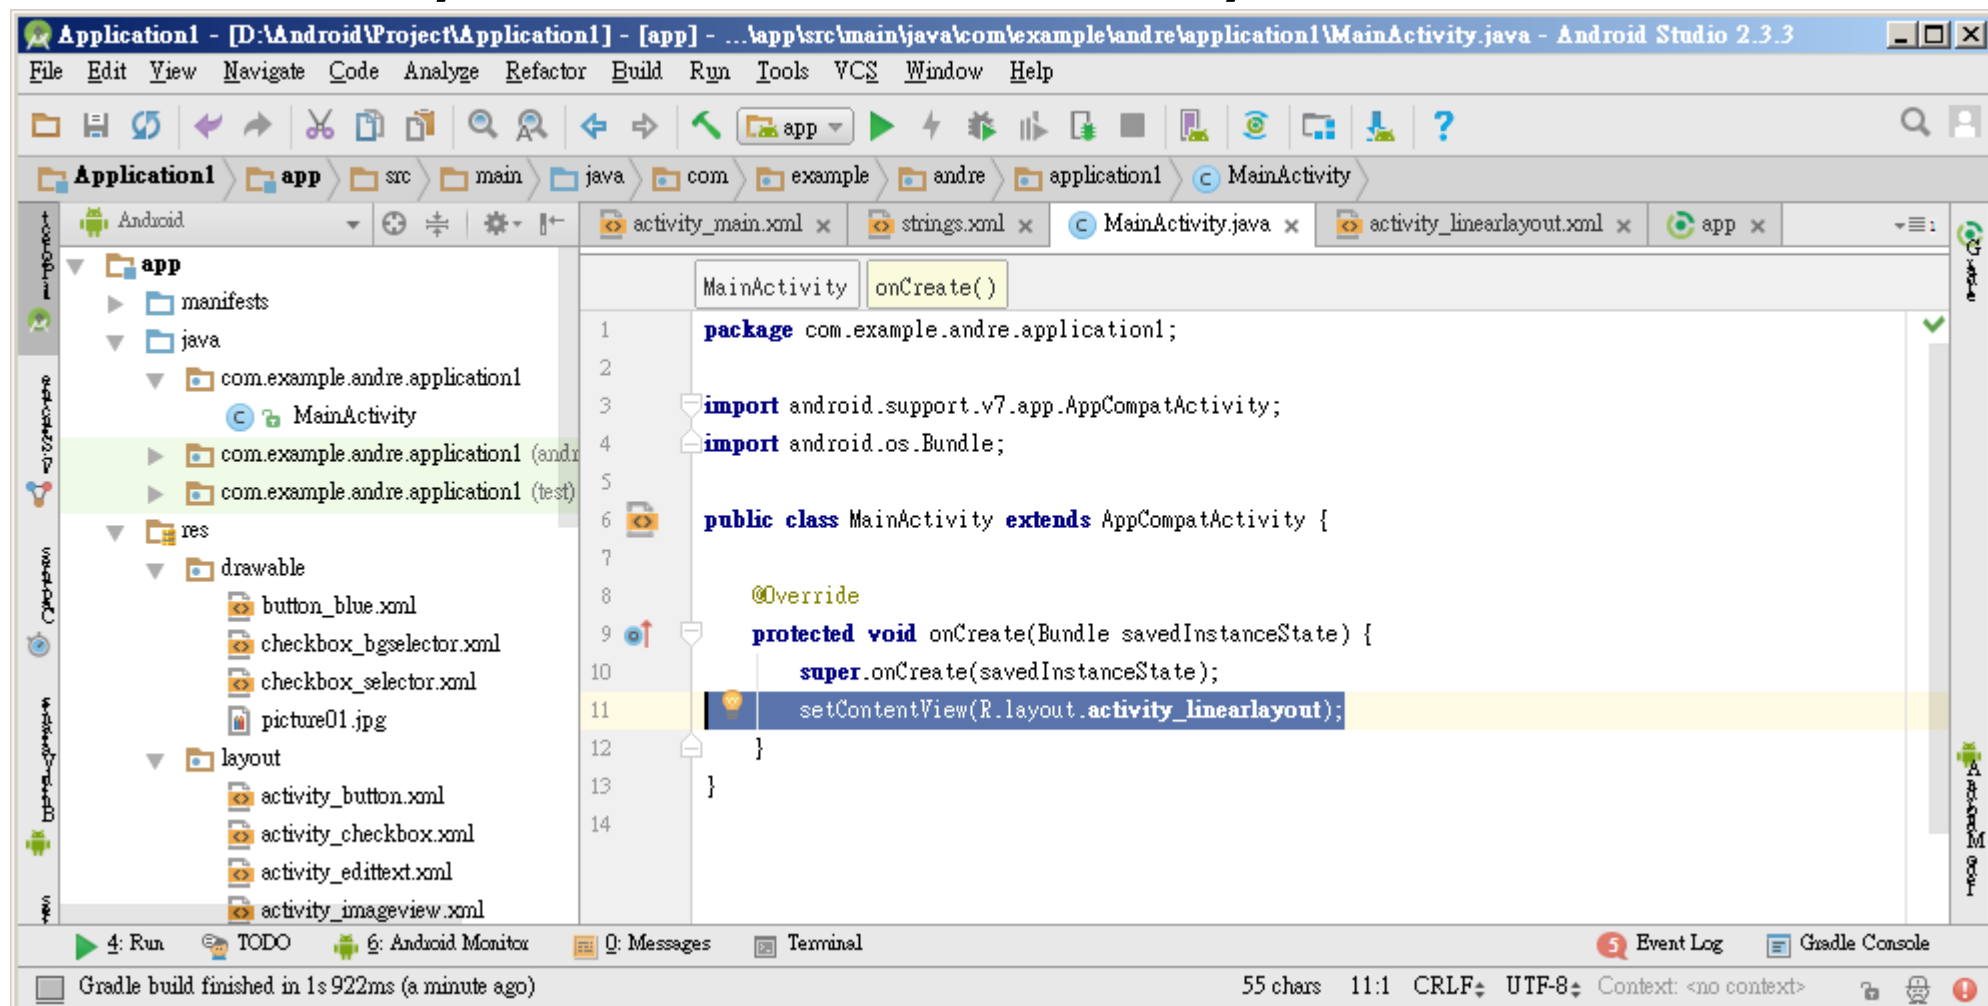 Application1 - [D:\Android\Project\Application1] - [app] - ...\app\src\main\java\com\example\andre\application1\MainActivity.java - Android Studio 2.3.3
File Edit View Navigate Code Analyze Refactor Build Run Tools VCS Window Help
app
Application1 app src main java com example andre application1 MainActivity
Android
activity_main.xml strings.xml MainActivity.java activity_linearlayout.xml app
app
manifests
java
com.example.andre.application1
MainActivity
com.example.andre.application1 (andr
com.example.andre.application1 (test)
res
drawable
button_blue.xml
checkbox_bgselector.xml
checkbox_selector.xml
picture01.jpg
layout
activity_button.xml
activity_checkbox.xml
activity_edittext.xml
activity_imageview.xml
MainActivity onCreate()
1 package com.example.andre.application1;
2
3 import android.support.v7.app.AppCompatActivity;
4 import android.os.Bundle;
5
6 public class MainActivity extends AppCompatActivity {
7
8 @Override
9 protected void onCreate(Bundle savedInstanceState) {
10 super.onCreate(savedInstanceState);
11 setContentView(R.layout.activity_linearlayout);
12 }
13 }
14
4: Run TODO 6: Android Monitor 0: Messages Terminal 5 Event Log Gradle Console
Gradle build finished in 1s 922ms (a minute ago) 55 chars 11:1 CRLF UTF-8 Context: <no context>